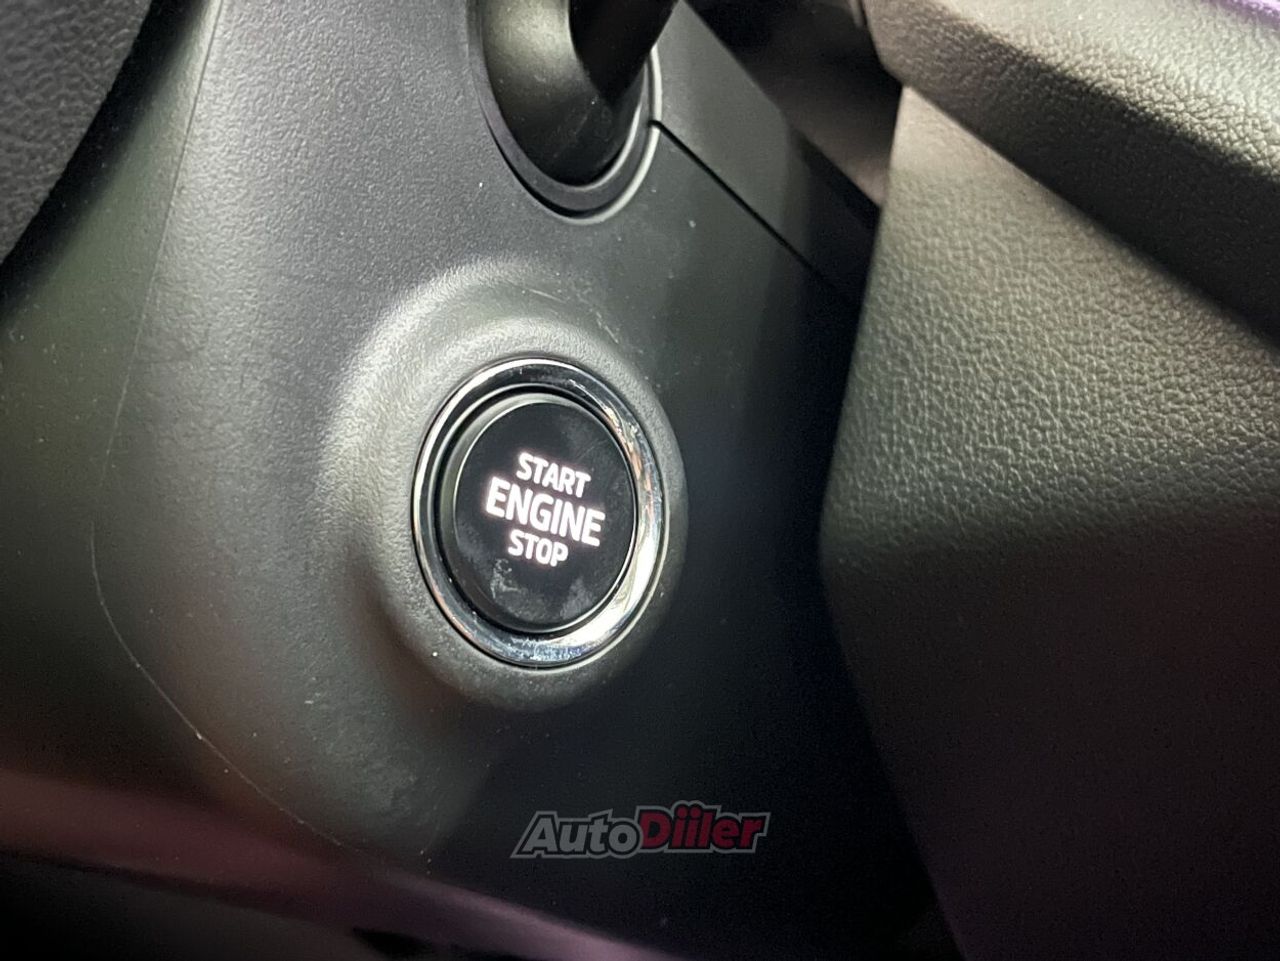 START
ENGINE
STOP
AutoDiiler